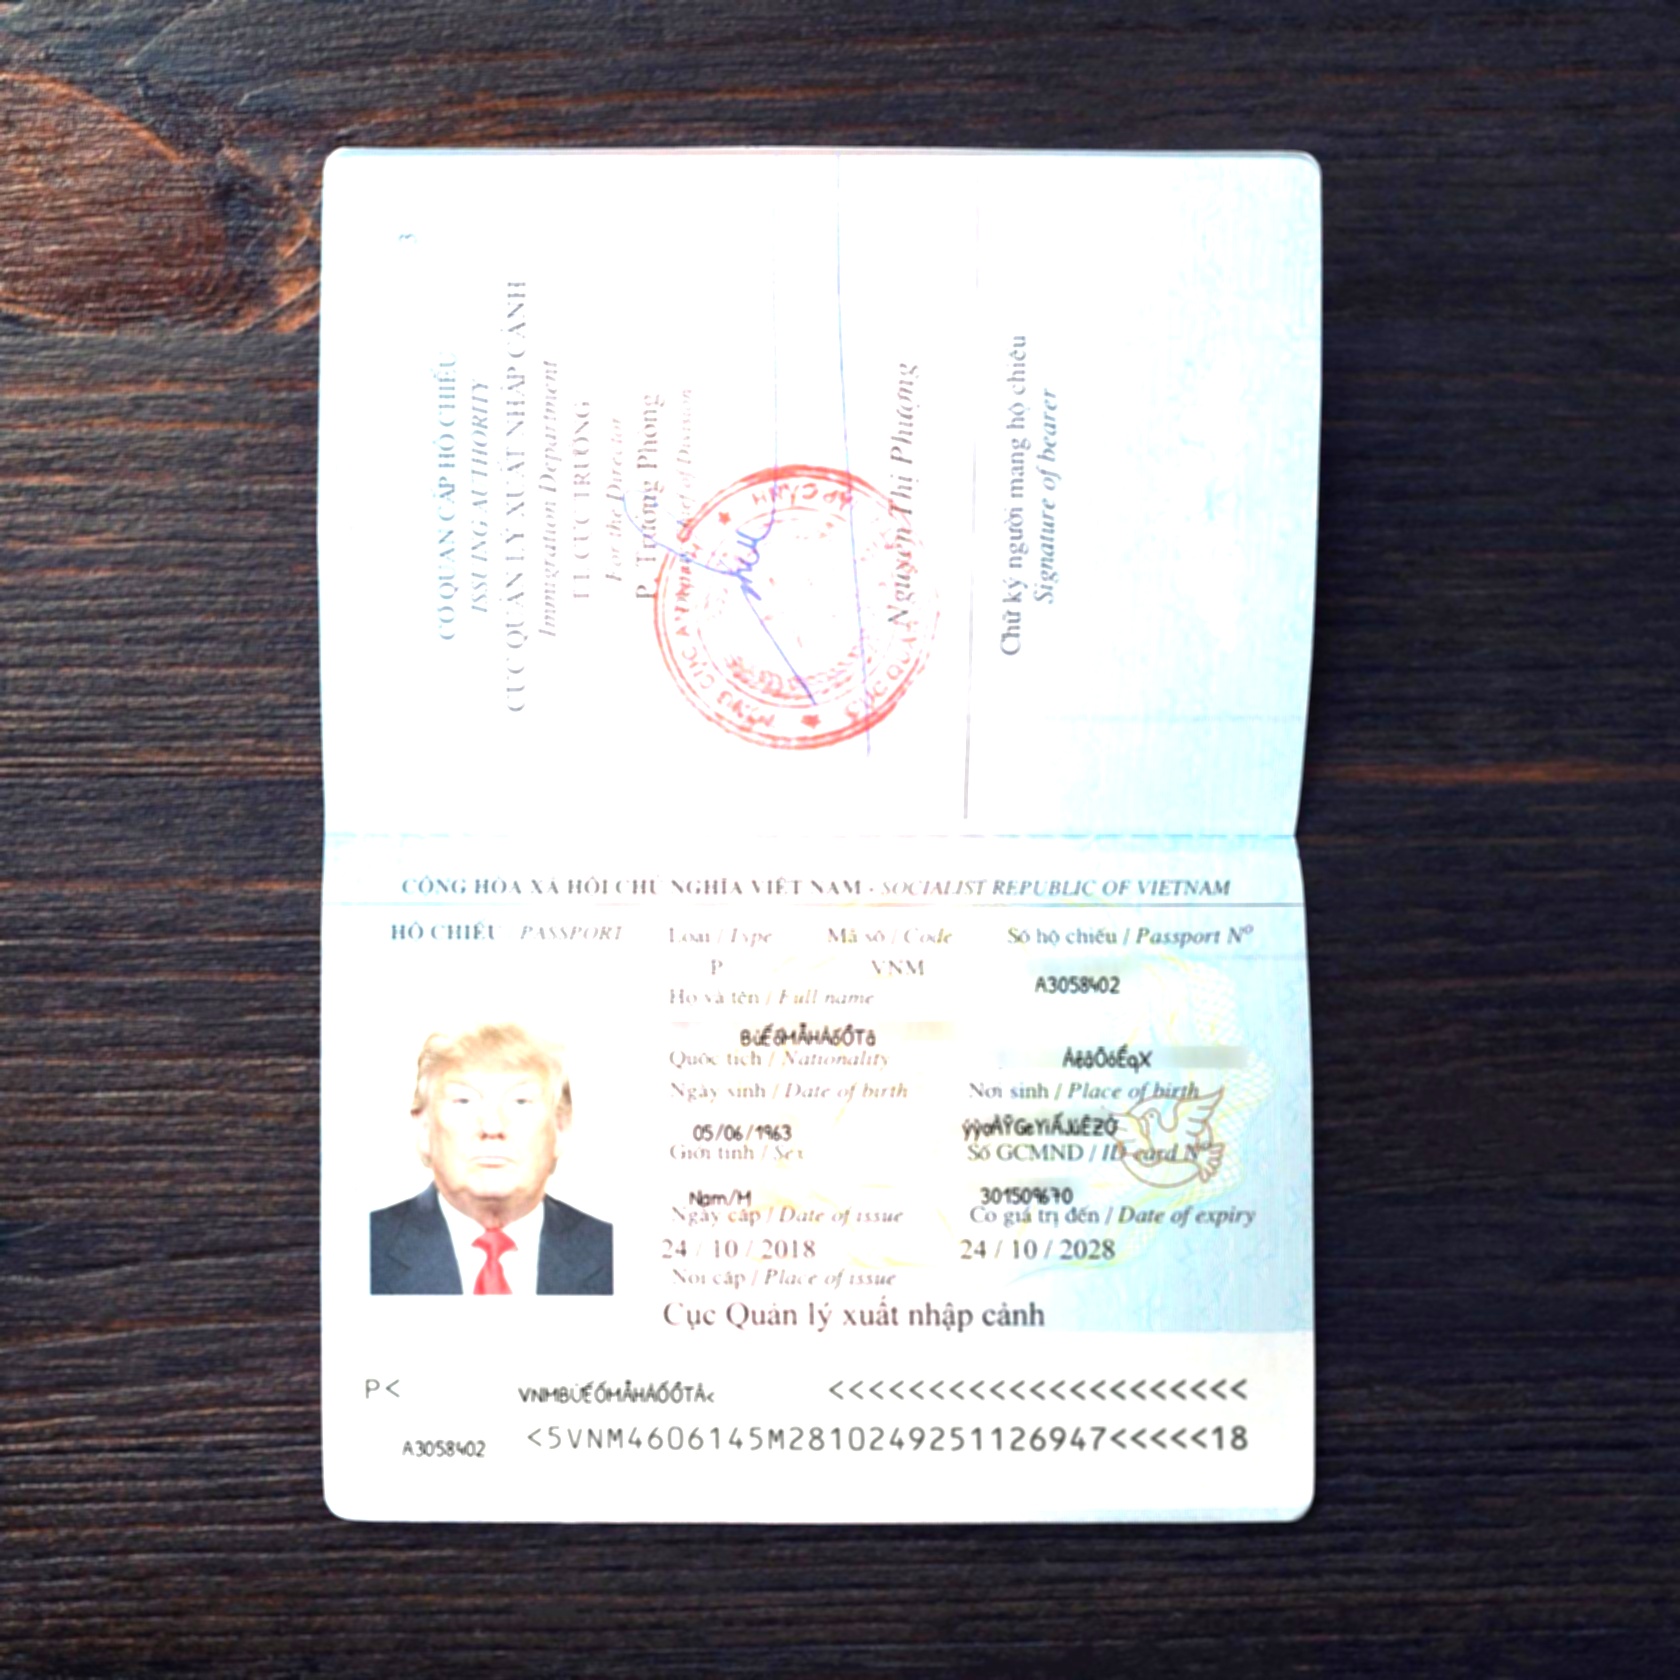 3
CƠ QUAN CẤP HỘ CHIẾU
ISSUING AUTHORITY
CỤC QUẢN LÝ XUẤT NHẬP CẢNH
Immigration Department
TL CỤC TRƯỞNG
For the Director
P. Trưởng Phòng
of Division
Nguyễn Thị Phượng
Chữ ký người mang hộ chiếu
Signature of bearer
CỘNG HÒA XÃ HỘI CHỦ NGHĨA VIỆT NAM - SOCIALIST REPUBLIC OF VIETNAM
HỘ CHIẾU PASSPORT Loại / Type Mã số / Code Số hộ chiếu / Passport Nº
P VNM A3058402
Họ và tên / Full name
BùẾốMÅHÀốỔTâ
Quốc tịch / Nationality
Ngày sinh / Date of birth Nơi sinh / Place of birth
05/06/1963
Giới tính / Sex Số GCMND / ID card Nº
Nam/M 301509670
Ngày cấp / Date of issue Có giá trị đến / Date of expiry
24 / 10 / 2018 24 / 10 / 2028
Nơi cấp / Place of issue
Cục Quản lý xuất nhập cảnh
P< VNMBÙẾỐMÅHÀỐỔTÂ< <<<<<<<<<<<<<<<<<<<<<
A3058402 <5VNM4606145M2810249251126947<<<<<18